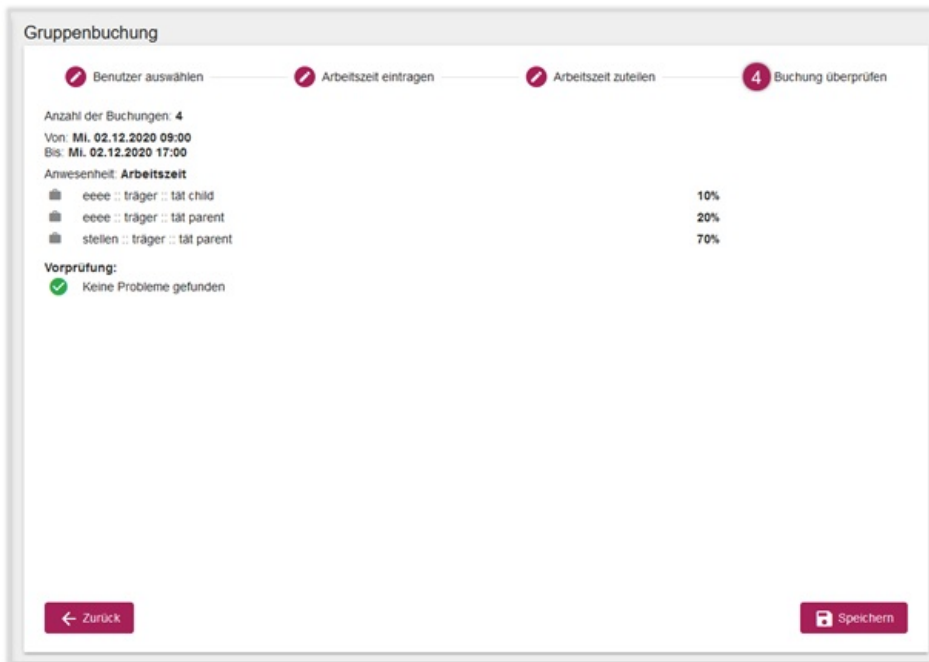 Gruppenbuchung
Benutzer auswählen Arbeitszeit eintragen Arbeitszeit zuteilen 4 Buchung überprüfen
Anzahl der Buchungen: 4
Von: Mi. 02.12.2020 09:00
Bis: Mi. 02.12.2020 17:00
Anwesenheit: Arbeitszeit
eeee :: träger :: tät child 10%
eeee :: träger :: tät parent 20%
stellen :: träger :: tät parent 70%
Vorprüfung:
Keine Probleme gefunden
Zurück Speichern